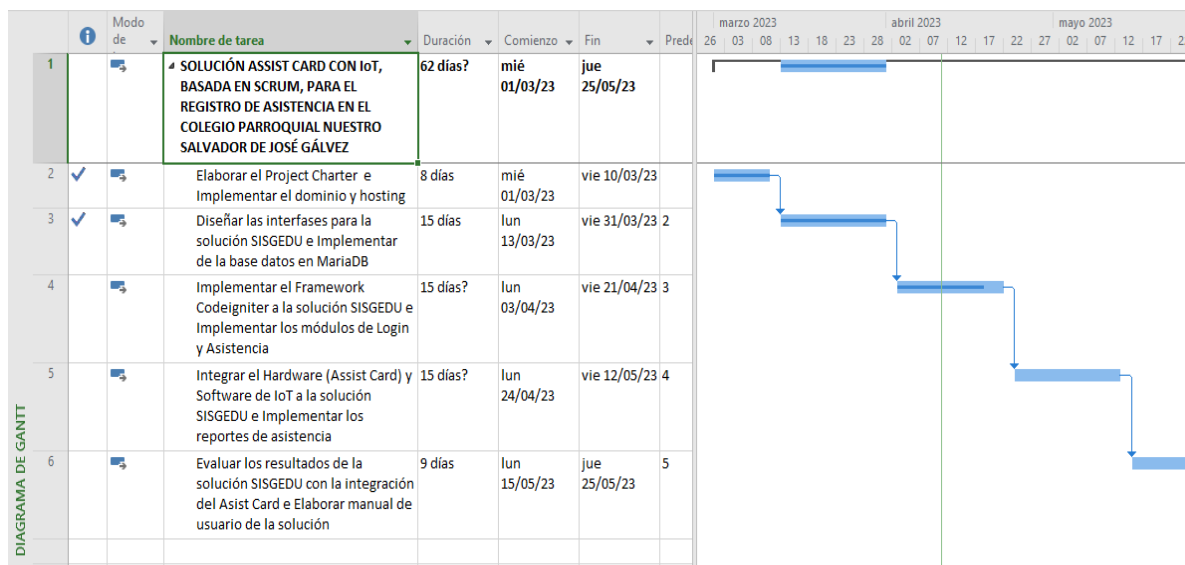 Modo
de
Nombre de tarea
Duración
Comienzo
Fin
Prede
marzo 2023
abril 2023
mayo 2023
26 03 08 13 18 23 28 02 07 12 17 22 27 02 07 12 17
1
SOLUCIÓN ASSIST CARD CON IoT,
BASADA EN SCRUM, PARA EL
REGISTRO DE ASISTENCIA EN EL
COLEGIO PARROQUIAL NUESTRO
SALVADOR DE JOSÉ GÁLVEZ
62 días?
mié
01/03/23
jue
25/05/23
2
Elaborar el Project Charter e
Implementar el dominio y hosting
8 días
mié
01/03/23
vie 10/03/23
3
Diseñar las interfases para la
solución SISGEDU e Implementar
de la base datos en MariaDB
15 días
lun
13/03/23
vie 31/03/23
2
4
Implementar el Framework
Codeigniter a la solución SISGEDU e
Implementar los módulos de Login
y Asistencia
15 días?
lun
03/04/23
vie 21/04/23
3
5
Integrar el Hardware (Assist Card) y
Software de IoT a la solución
SISGEDU e Implementar los
reportes de asistencia
15 días?
lun
24/04/23
vie 12/05/23
4
6
Evaluar los resultados de la
solución SISGEDU con la integración
del Asist Card e Elaborar manual de
usuario de la solución
9 días
lun
15/05/23
jue
25/05/23
5
DIAGRAMA DE GANTT